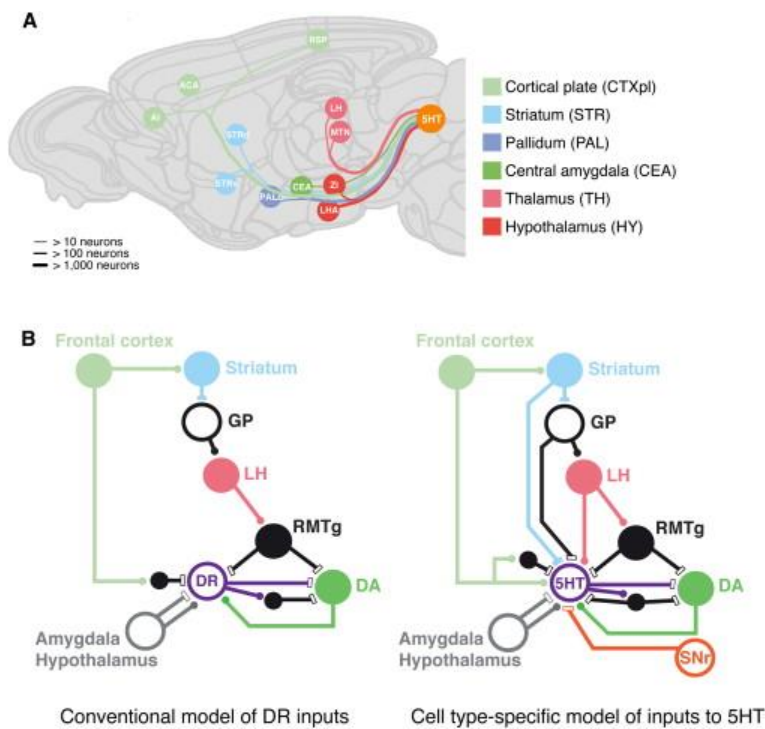 A
RSP
ACA
AI
LH
MTN
5HT
STRd
STRv
CEA
ZI
PALv
LHA
Cortical plate (CTXpl)
Striatum (STR)
Pallidum (PAL)
Central amygdala (CEA)
Thalamus (TH)
Hypothalamus (HY)
> 10 neurons
> 100 neurons
> 1,000 neurons
B
Frontal cortex
Striatum
GP
LH
RMTg
DR
DA
Amygdala
Hypothalamus
Conventional model of DR inputs
Frontal cortex
Striatum
GP
LH
RMTg
5HT
DA
Amygdala
Hypothalamus
SNr
Cell type-specific model of inputs to 5HT